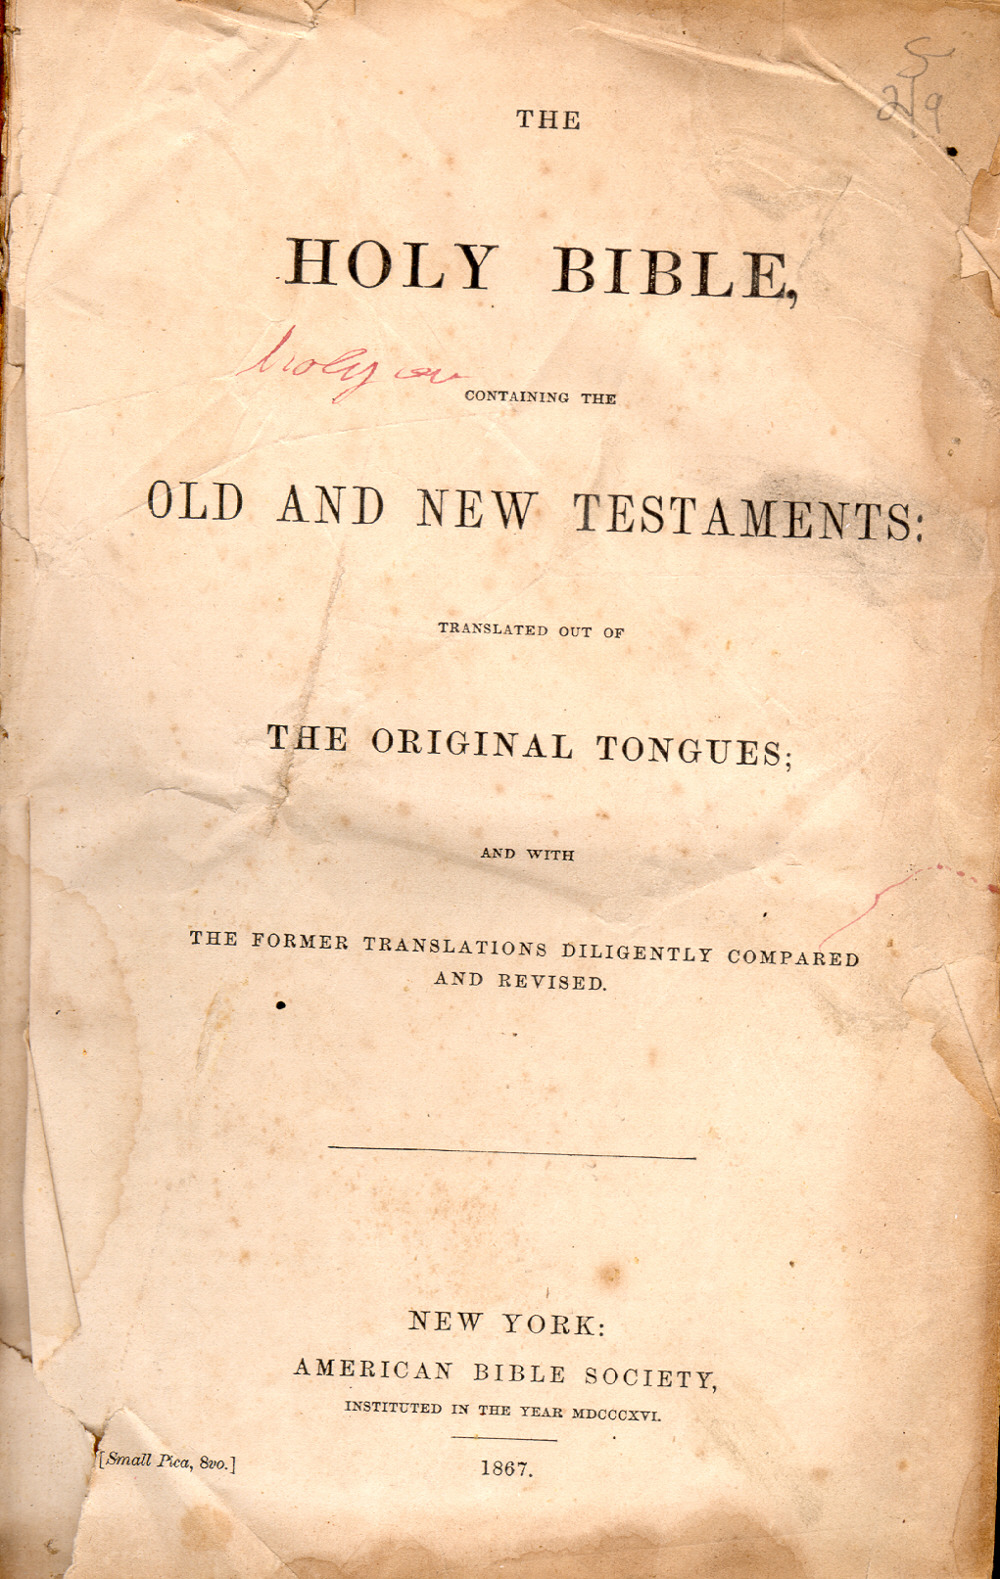 THE
HOLY BIBLE,
CONTAINING THE
OLD AND NEW TESTAMENTS:
TRANSLATED OUT OF
THE ORIGINAL TONGUES;
AND WITH
THE FORMER TRANSLATIONS DILIGENTLY COMPARED
AND REVISED.
NEW YORK:
AMERICAN BIBLE SOCIETY,
INSTITUTED IN THE YEAR MDCCCXVI.
[Small Pica, 8vo.]
1867.